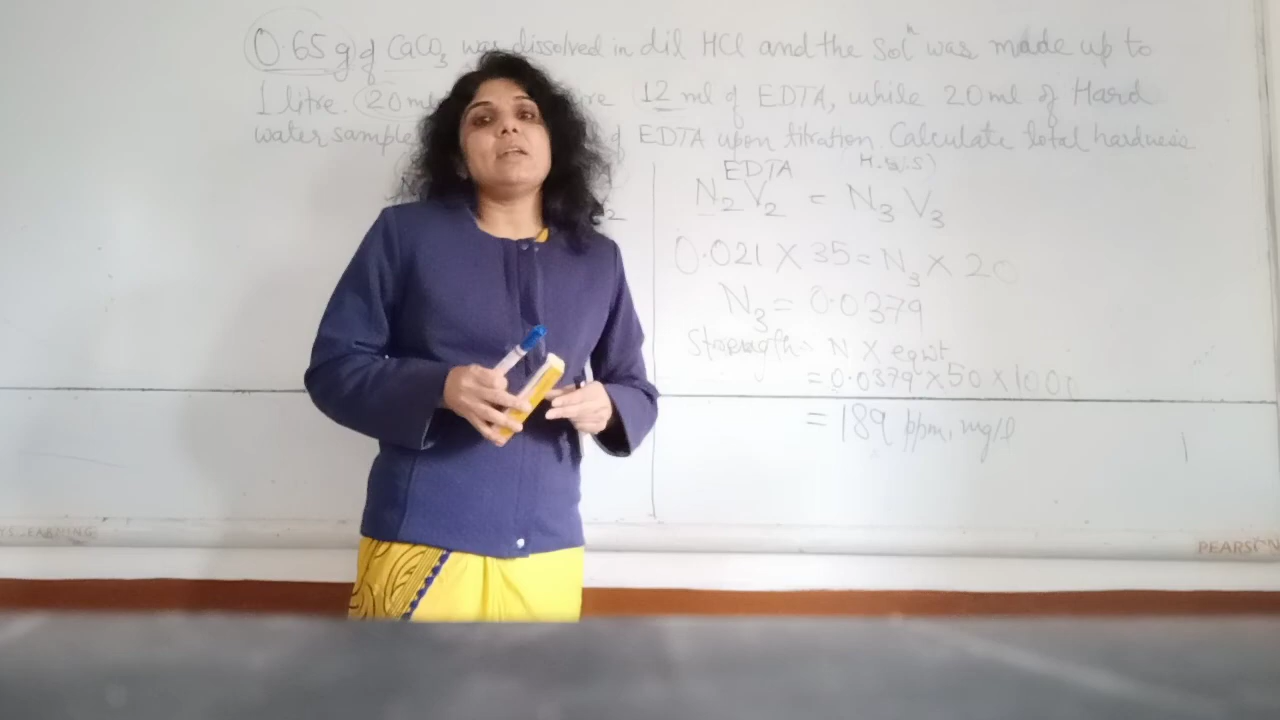 0.65 g of CaCO3 was dissolved in dil HCl and the solⁿ was made up to
1 litre. 20 ml 12 ml of EDTA, while 20 ml of Hard
water sample of EDTA upon titration. Calculate total hardness
EDTA
N2V2 = N3V3
0.021 X 35 = N3 X 20
N3 = 0.0379
Strength = N X eqwt
= 0.0379 X 50 X 100
= 189 ppm, mg/l
PEARSON